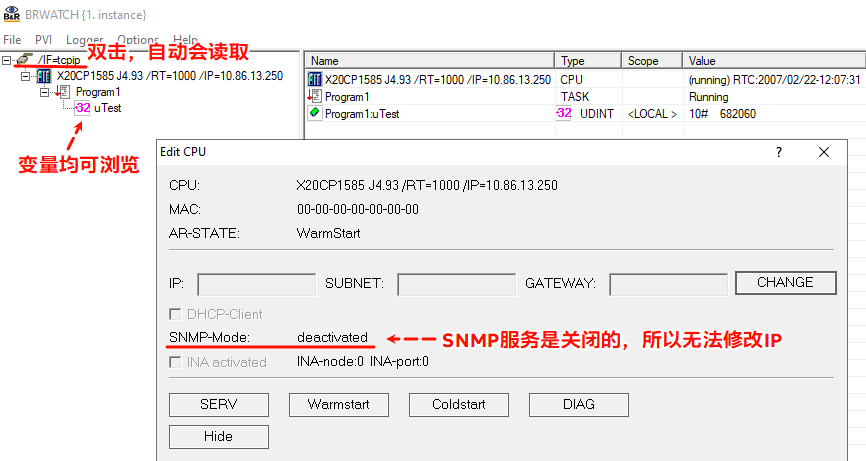 B&R BRWATCH {1. instance}
File PVI Logger Options Help
/IF=tcpip 双击，自动会读取
X20CP1585 J4.93 /RT=1000 /IP=10.86.13.250
Program1
uTest
变量均可浏览
Name Type Scope Value
X20CP1585 J4.93 /RT=1000 /IP=10.86.13.250 CPU (running) RTC:2007/02/22-12:07:31
Program1 TASK Running
Program1:uTest UDINT <LOCAL > 10# 682060
Edit CPU ?
CPU: X20CP1585 J4.93 /RT=1000 /IP=10.86.13.250
MAC: 00-00-00-00-00-00-00
AR-STATE: WarmStart
IP: SUBNET: GATEWAY: CHANGE
DHCP-Client
SNMP-Mode: deactivated SNMP服务是关闭的，所以无法修改IP
INA activated INA-node:0 INA-port:0
SERV Warmstart Coldstart DIAG
Hide